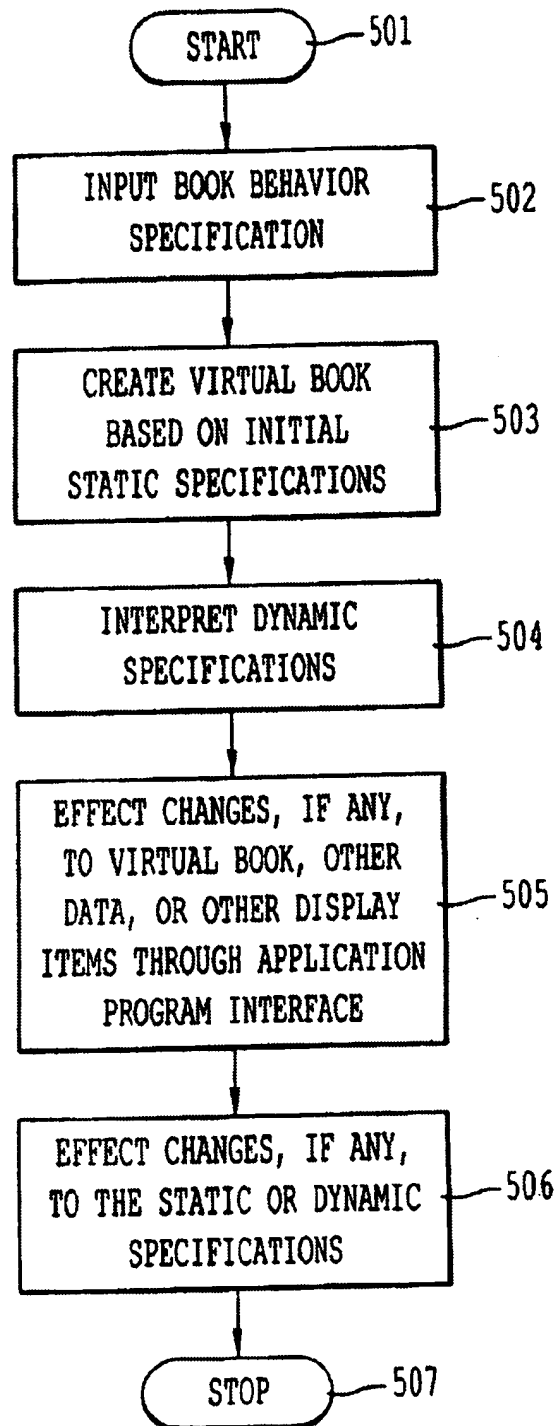 START
501
INPUT BOOK BEHAVIOR
SPECIFICATION
502
CREATE VIRTUAL BOOK
BASED ON INITIAL
STATIC SPECIFICATIONS
503
INTERPRET DYNAMIC
SPECIFICATIONS
504
EFFECT CHANGES, IF ANY,
TO VIRTUAL BOOK, OTHER
DATA, OR OTHER DISPLAY
ITEMS THROUGH APPLICATION
PROGRAM INTERFACE
505
EFFECT CHANGES, IF ANY,
TO THE STATIC OR DYNAMIC
SPECIFICATIONS
506
STOP
507